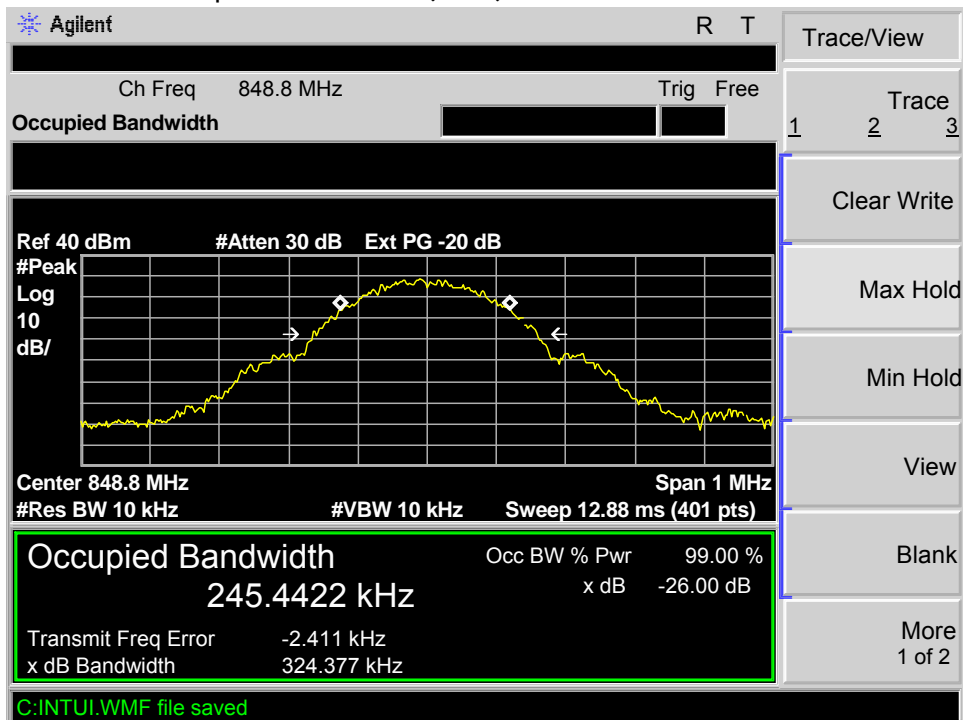 Agilent
R T
Trace/View
Ch Freq 848.8 MHz
Trig Free
Occupied Bandwidth
Trace
1 2 3
Clear Write
Ref 40 dBm #Atten 30 dB Ext PG -20 dB
#Peak
Log
10
dB/
Max Hold
Min Hold
Center 848.8 MHz Span 1 MHz
#Res BW 10 kHz #VBW 10 kHz Sweep 12.88 ms (401 pts)
View
Occupied Bandwidth
245.4422 kHz
Occ BW % Pwr 99.00 %
x dB -26.00 dB
Transmit Freq Error -2.411 kHz
x dB Bandwidth 324.377 kHz
Blank
More
1 of 2
C:INTUI.WMF file saved